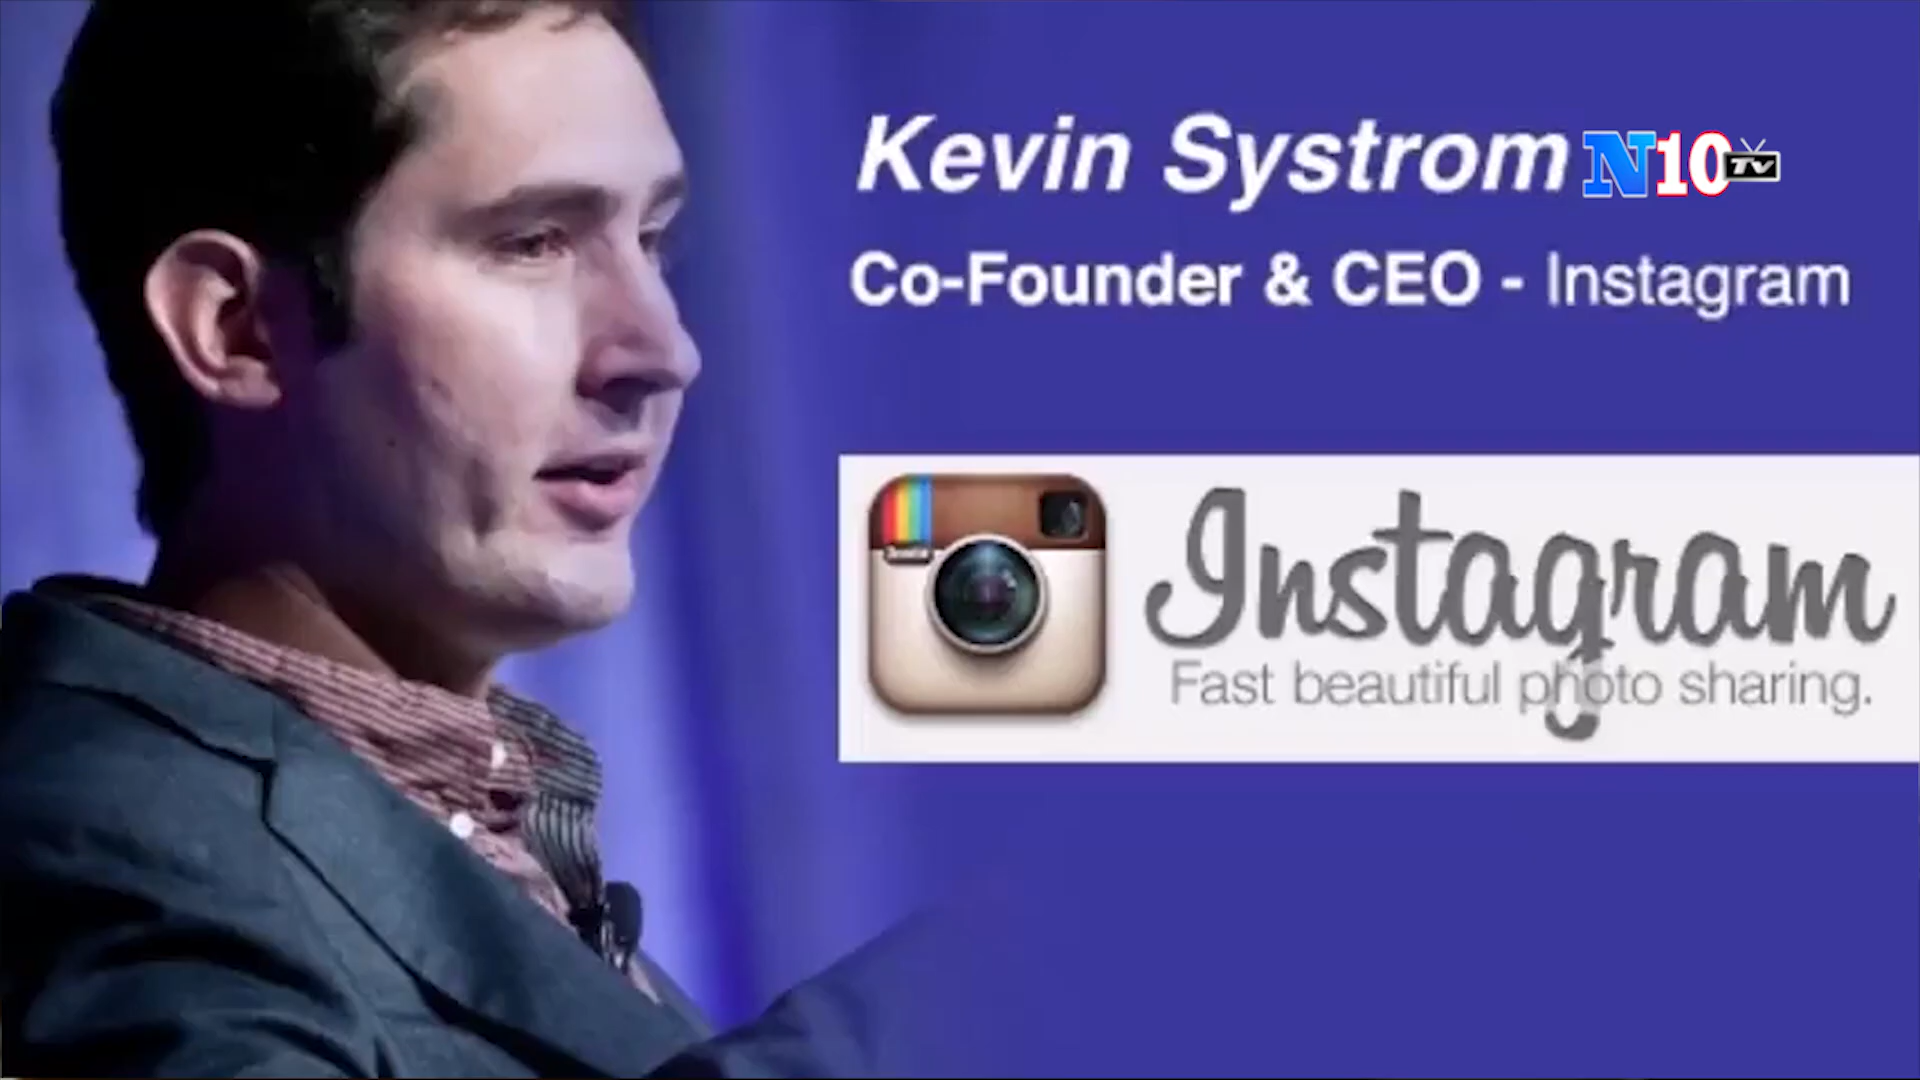 Kevin Systrom
N10 TV
Co-Founder & CEO - Instagram
Instagram
Fast beautiful photo sharing.